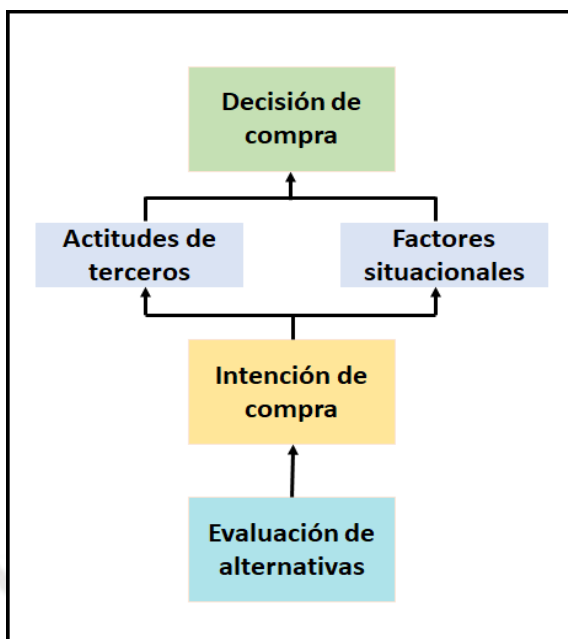 Decisión de
compra
Actitudes de
terceros
Factores
situacionales
Intención de
compra
Evaluación de
alternativas